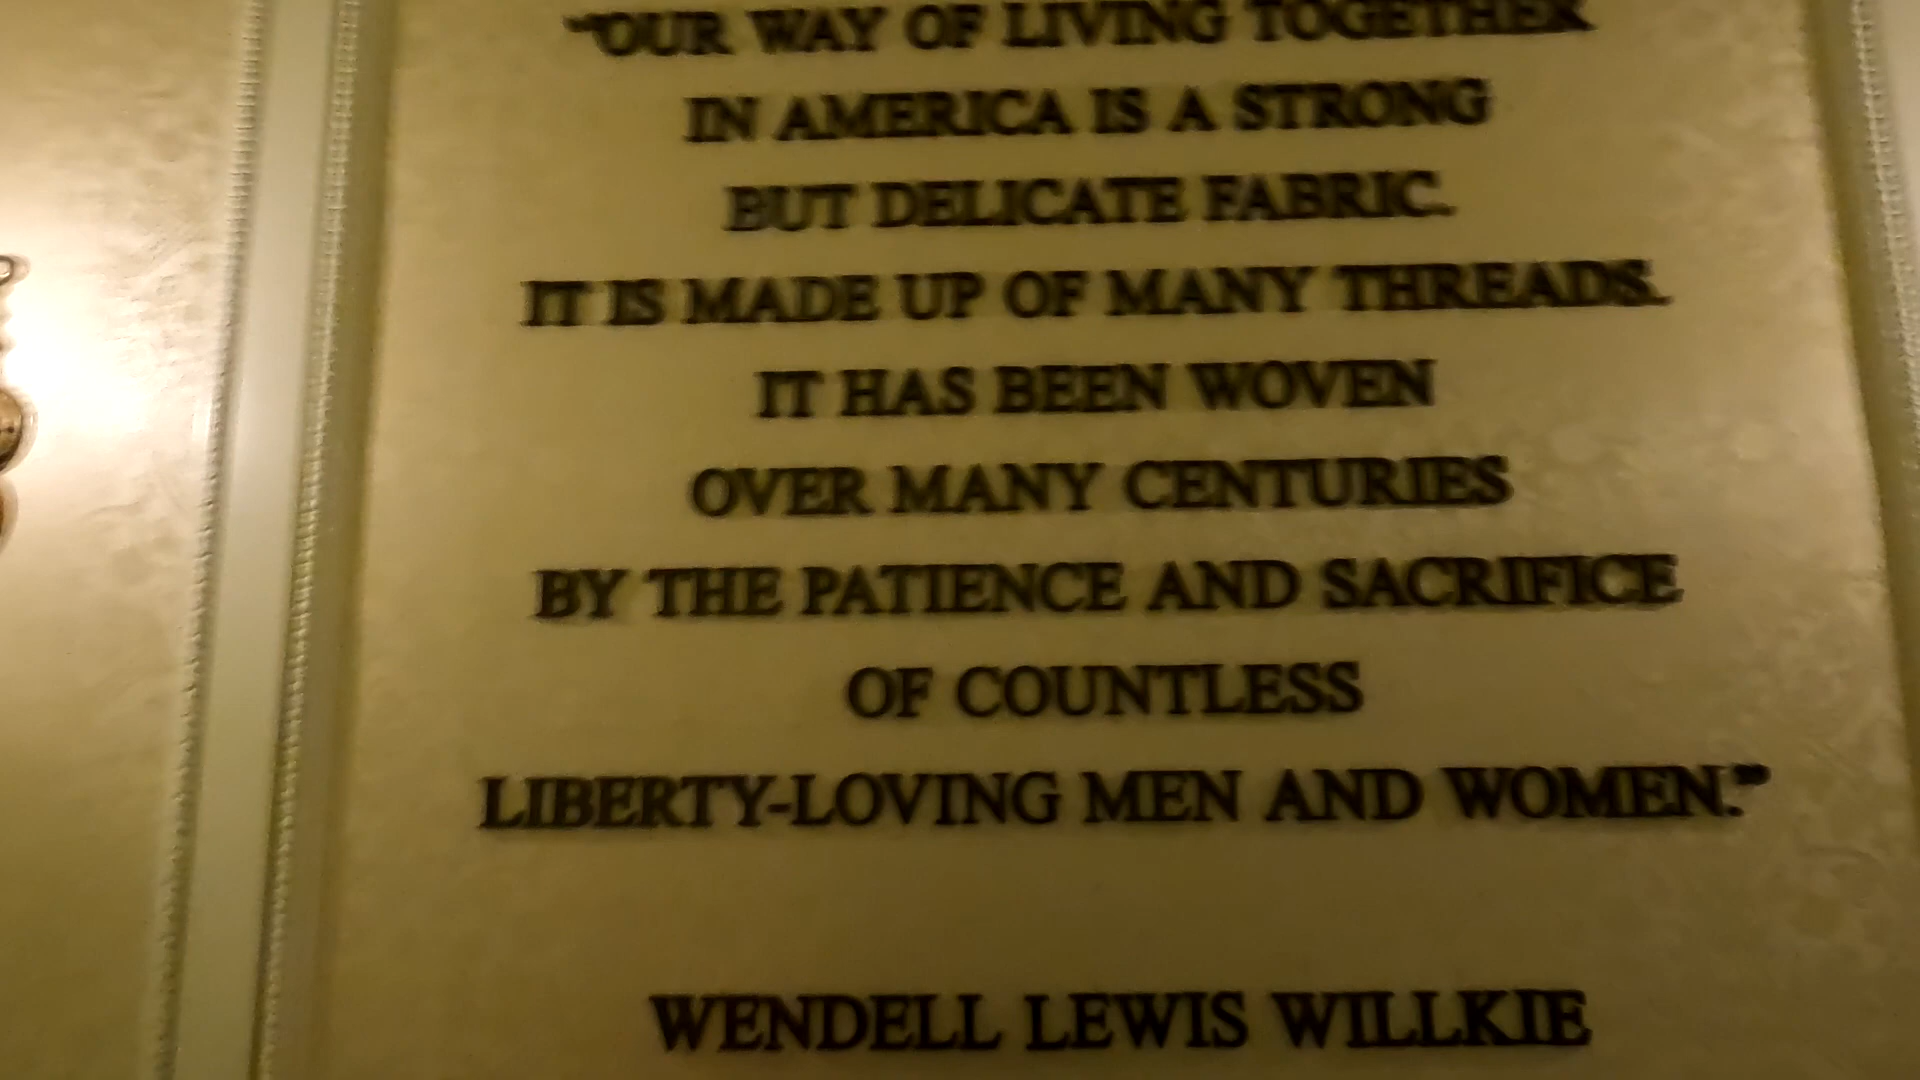 “OUR WAY OF LIVING TOGETHER
IN AMERICA IS A STRONG
BUT DELICATE FABRIC.
IT IS MADE UP OF MANY THREADS.
IT HAS BEEN WOVEN
OVER MANY CENTURIES
BY THE PATIENCE AND SACRIFICE
OF COUNTLESS
LIBERTY-LOVING MEN AND WOMEN.”
WENDELL LEWIS WILLKIE